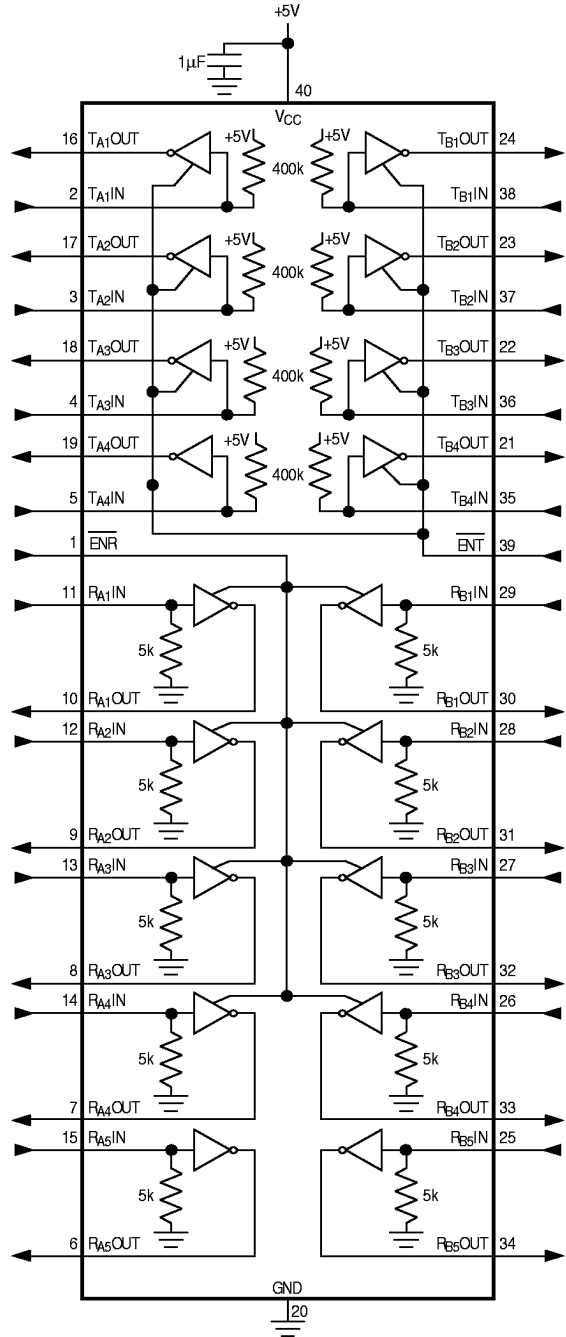 +5V
1µF
40
VCC
16 TA1OUT +5V +5V TB1OUT 24
400k
2 TA1IN TB1IN 38
17 TA2OUT +5V +5V TB2OUT 23
400k
3 TA2IN TB2IN 37
18 TA3OUT +5V +5V TB3OUT 22
400k
4 TA3IN TB3IN 36
19 TA4OUT +5V +5V TB4OUT 21
400k
5 TA4IN TB4IN 35
1 ENR ENT 39
11 RA1IN RB1IN 29
5k 5k
10 RA1OUT RB1OUT 30
12 RA2IN RB2IN 28
5k 5k
9 RA2OUT RB2OUT 31
13 RA3IN RB3IN 27
5k 5k
8 RA3OUT RB3OUT 32
14 RA4IN RB4IN 26
5k 5k
7 RA4OUT RB4OUT 33
15 RA5IN RB5IN 25
5k 5k
6 RA5OUT RB5OUT 34
GND
20